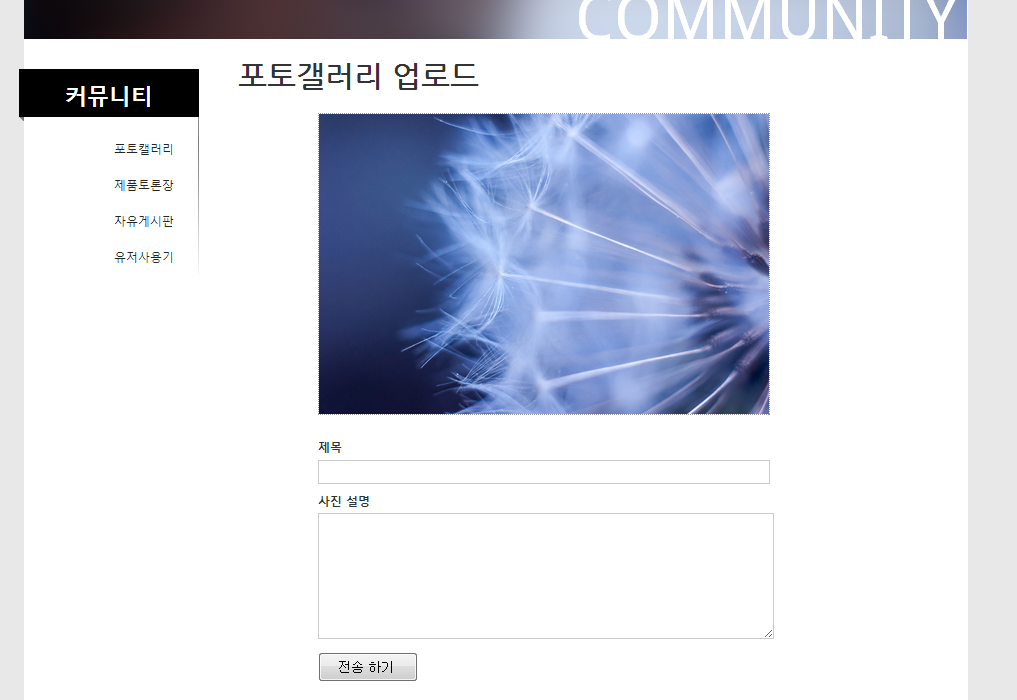 COMMUNITY
커뮤니티
포토캘러리
제품토론장
자유게시판
유저사용기
포토갤러리 업로드
제목
사진 설명
전송 하기